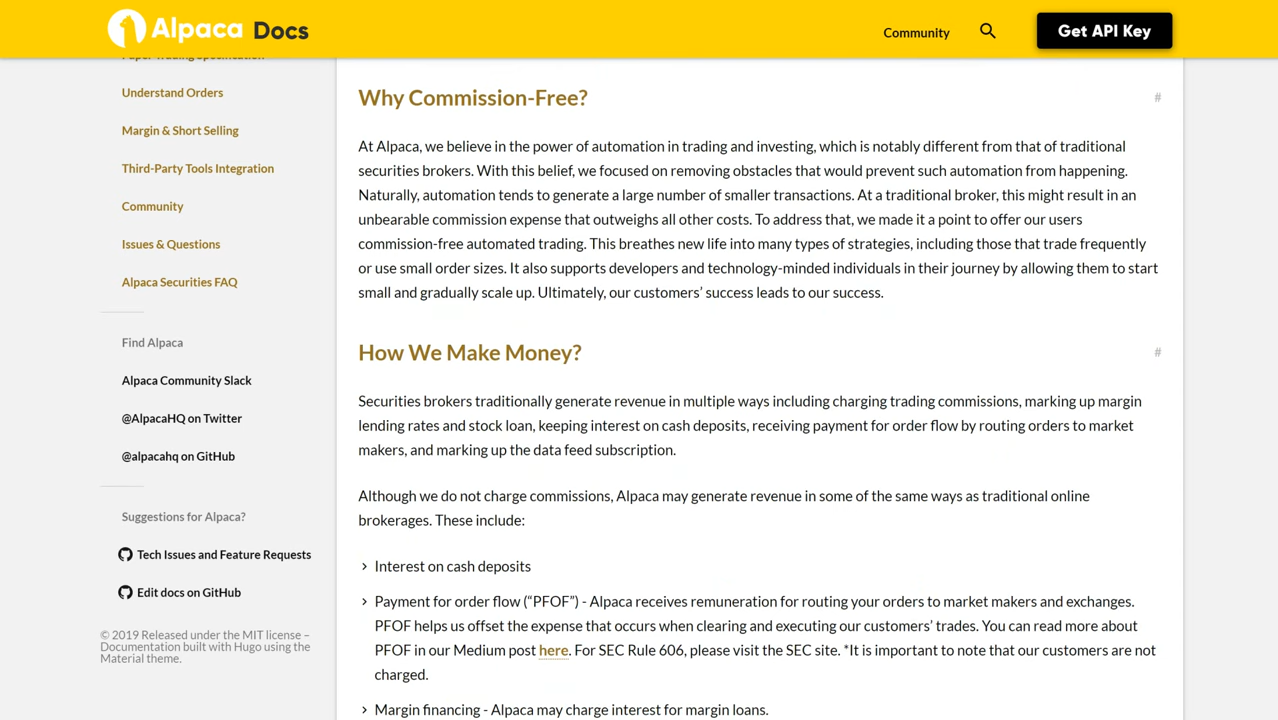 Alpaca Docs
Community
Get API Key
Paper Trading Specification
Understand Orders
Margin & Short Selling
Third-Party Tools Integration
Community
Issues & Questions
Alpaca Securities FAQ
Find Alpaca
Alpaca Community Slack
@AlpacaHQ on Twitter
@alpacahq on GitHub
Suggestions for Alpaca?
Tech Issues and Feature Requests
Edit docs on GitHub
© 2019 Released under the MIT license –
Documentation built with Hugo using the
Material theme.
Why Commission-Free?
#
At Alpaca, we believe in the power of automation in trading and investing, which is notably different from that of traditional
securities brokers. With this belief, we focused on removing obstacles that would prevent such automation from happening.
Naturally, automation tends to generate a large number of smaller transactions. At a traditional broker, this might result in an
unbearable commission expense that outweighs all other costs. To address that, we made it a point to offer our users
commission-free automated trading. This breathes new life into many types of strategies, including those that trade frequently
or use small order sizes. It also supports developers and technology-minded individuals in their journey by allowing them to start
small and gradually scale up. Ultimately, our customers’ success leads to our success.
How We Make Money?
#
Securities brokers traditionally generate revenue in multiple ways including charging trading commissions, marking up margin
lending rates and stock loan, keeping interest on cash deposits, receiving payment for order flow by routing orders to market
makers, and marking up the data feed subscription.
Although we do not charge commissions, Alpaca may generate revenue in some of the same ways as traditional online
brokerages. These include:
Interest on cash deposits
Payment for order flow (“PFOF”) - Alpaca receives remuneration for routing your orders to market makers and exchanges.
PFOF helps us offset the expense that occurs when clearing and executing our customers’ trades. You can read more about
PFOF in our Medium post here. For SEC Rule 606, please visit the SEC site. *It is important to note that our customers are not
charged.
Margin financing - Alpaca may charge interest for margin loans.